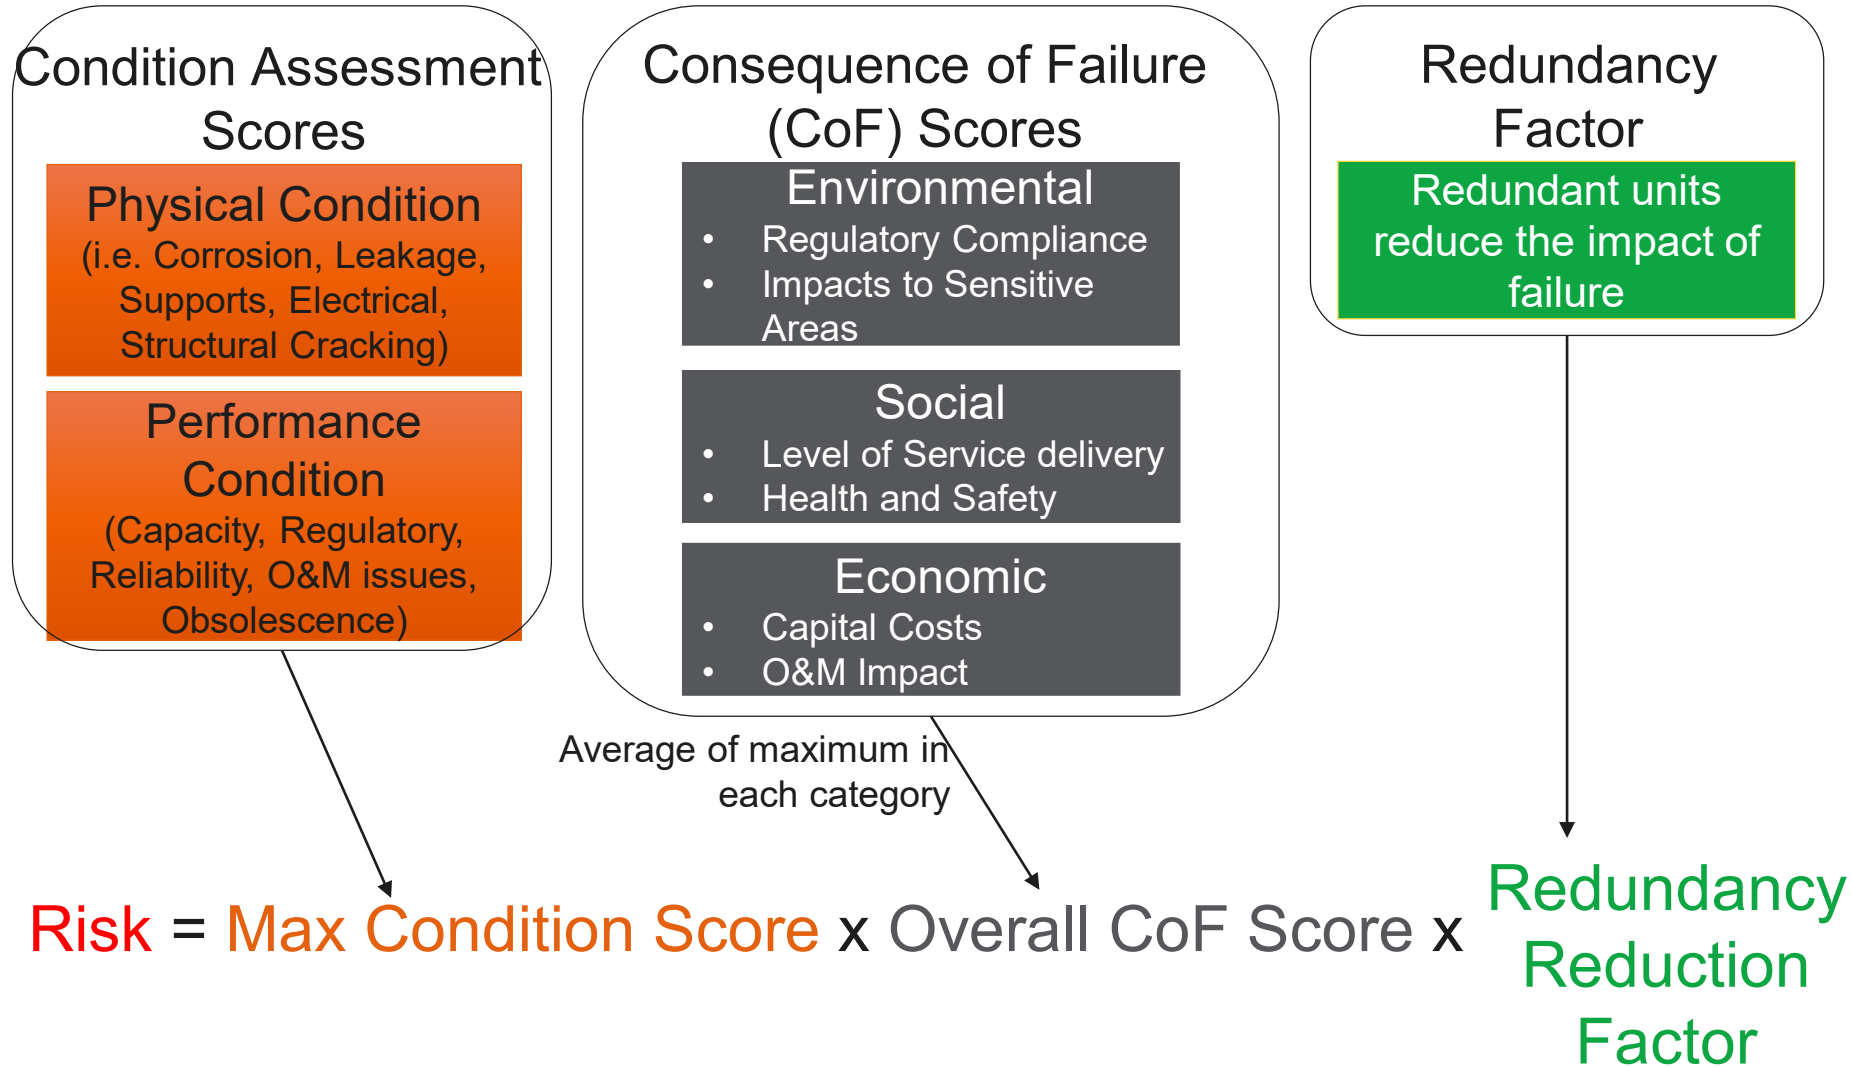 Condition Assessment
Scores
Physical Condition
(i.e. Corrosion, Leakage,
Supports, Electrical,
Structural Cracking)
Performance
Condition
(Capacity, Regulatory,
Reliability, O&M issues,
Obsolescence)
Consequence of Failure
(CoF) Scores
Environmental
• Regulatory Compliance
• Impacts to Sensitive
Areas
Social
• Level of Service delivery
• Health and Safety
Economic
• Capital Costs
• O&M Impact
Redundancy
Factor
Redundant units
reduce the impact of
failure
Average of maximum in
each category
Risk = Max Condition Score x Overall CoF Score x
Redundancy
Reduction
Factor